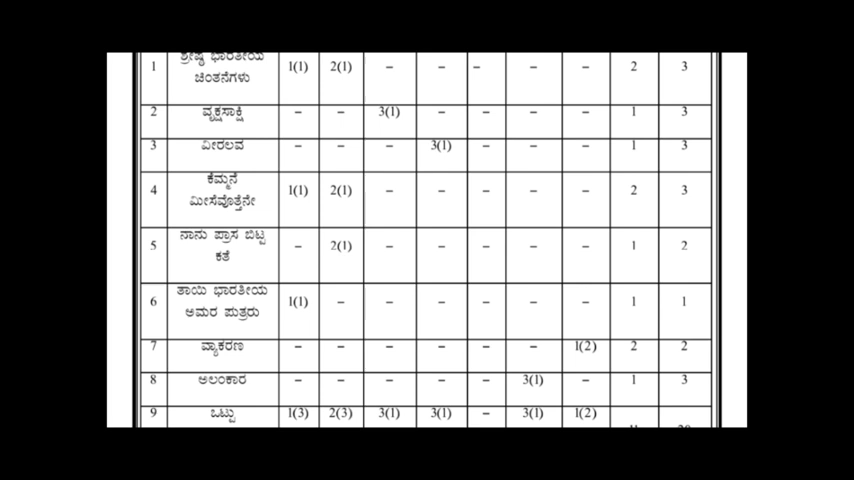 ಶ್ರೇಷ್ಠ ಭಾರತೀಯ
1 ಚಿಂತನೆಗಳು 1(1) 2(1) – – – – – 2 3
2 ವೃಕ್ಷಸಾಕ್ಷಿ – – 3(1) – – – – 1 3
3 ವೀರಲವ – – – 3(1) – – – 1 3
ಕೆಮ್ಮನೆ
4 ಮೀಸೆವೊತ್ತೆನೇ 1(1) 2(1) – – – – – 2 3
ನಾನು ಪ್ರಾಸ ಬಿಟ್ಟ
5 ಕತೆ – 2(1) – – – – – 1 2
ತಾಯಿ ಭಾರತೀಯ
6 ಅಮರ ಪುತ್ರರು 1(1) – – – – – – 1 1
7 ವ್ಯಾಕರಣ – – – – – – 1(2) 2 2
8 ಅಲಂಕಾರ – – – – – 3(1) – 1 3
9 ಒಟ್ಟು 1(3) 2(3) 3(1) 3(1) – 3(1) 1(2)